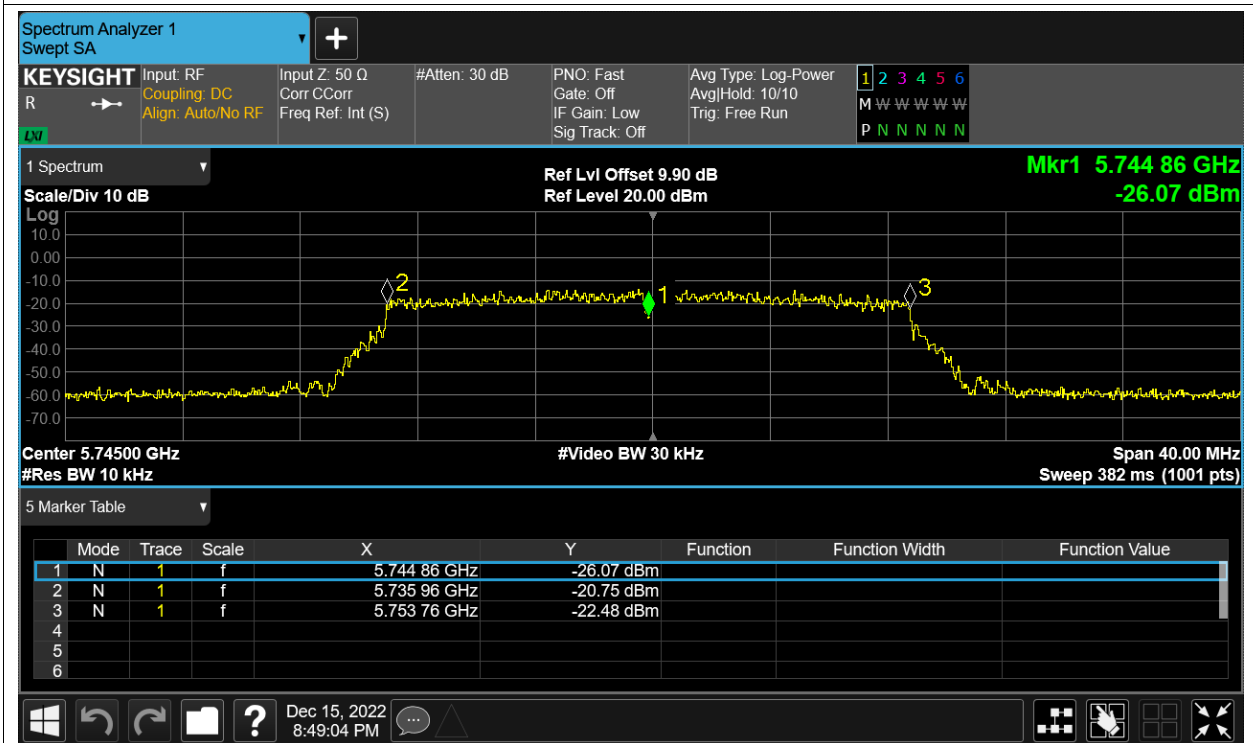 Spectrum Analyzer 1
Swept SA
KEYSIGHT
R
LXI
Input: RF
Coupling: DC
Align: Auto/No RF
Input Z: 50 Ω
Corr CCorr
Freq Ref: Int (S)
#Atten: 30 dB
PNO: Fast
Gate: Off
IF Gain: Low
Sig Track: Off
Avg Type: Log-Power
Avg|Hold: 10/10
Trig: Free Run
1 2 3 4 5 6
M W W W W W
P N N N N N
1 Spectrum
Scale/Div 10 dB
Ref Lvl Offset 9.90 dB
Ref Level 20.00 dBm
Mkr1 5.744 86 GHz
-26.07 dBm
Log
10.0
0.00
-10.0
-20.0
-30.0
-40.0
-50.0
-60.0
-70.0
2
1
3
Center 5.74500 GHz
#Res BW 10 kHz
#Video BW 30 kHz
Span 40.00 MHz
Sweep 382 ms (1001 pts)
5 Marker Table
Mode Trace Scale X Y Function Function Width Function Value
1 N 1 f 5.744 86 GHz -26.07 dBm
2 N 1 f 5.735 96 GHz -20.75 dBm
3 N 1 f 5.753 76 GHz -22.48 dBm
4
5
6
?
Dec 15, 2022
8:49:04 PM